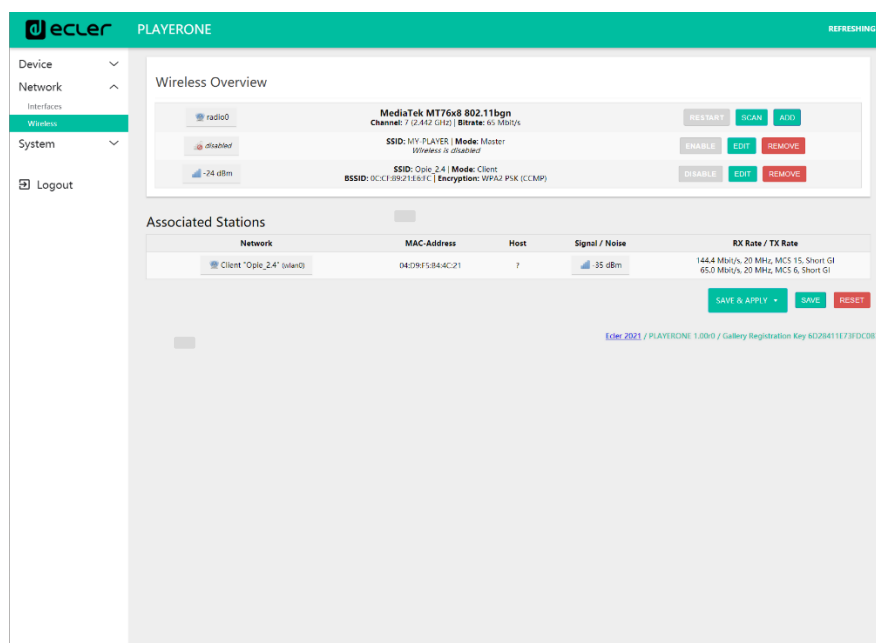 ecler
PLAYERONE
REFRESHING
Device
Network
Interfaces
Wireless
System
Logout
Wireless Overview
radio0
MediaTek MT76x8 802.11bgn
Channel: 7 (2.442 GHz) | Bitrate: 65 Mbit/s
RESTART SCAN ADD
disabled
SSID: MY-PLAYER | Mode: Master
Wireless is disabled
ENABLE EDIT REMOVE
-24 dBm
SSID: Opie_2.4 | Mode: Client
BSSID: 0C:CF:89:21:E6:FC | Encryption: WPA2 PSK (CCMP)
DISABLE EDIT REMOVE
Associated Stations
Network MAC-Address Host Signal / Noise RX Rate / TX Rate
Client "Opie_2.4" (wlan0) 04:D9:F5:B4:4C:21 ? -35 dBm 144.4 Mbit/s, 20 MHz, MCS 15, Short GI
65.0 Mbit/s, 20 MHz, MCS 6, Short GI
SAVE & APPLY SAVE RESET
Ecler 2021 / PLAYERONE 1.00r0 / Gallery Registration Key 6D28411E73FDC08